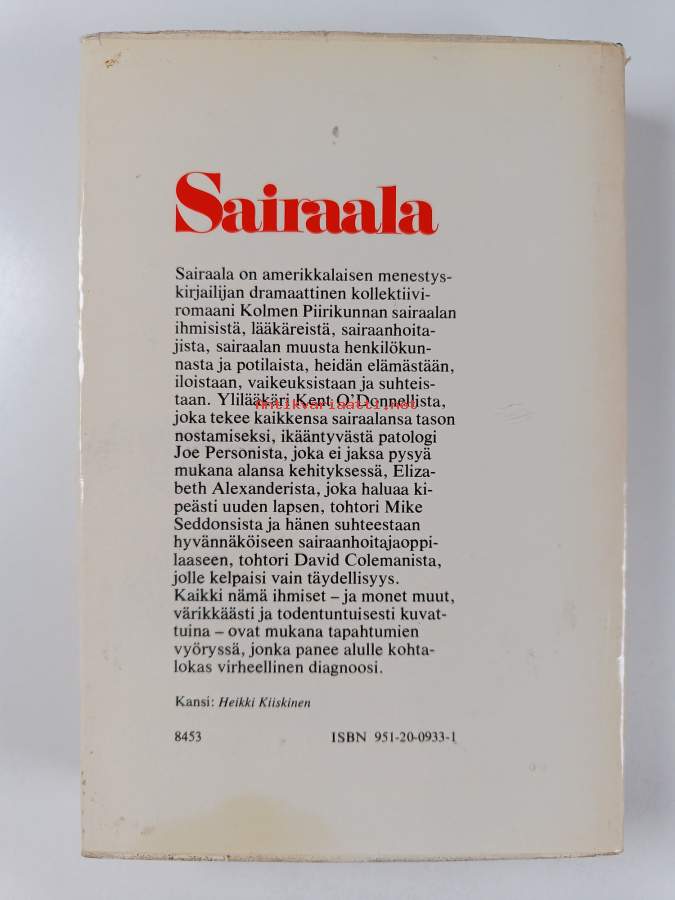 Sairaala
Sairaala on amerikkalaisen menestys-
kirjailijan dramaattinen kollektiivi-
romaani Kolmen Piirikunnan sairaalan
ihmisistä, lääkäreistä, sairaanhoita-
jista, sairaalan muusta henkilökun-
nasta ja potilaista, heidän elämästään,
iloistaan, vaikeuksistaan ja suhteis-
taan. Ylilääkäri Kent O'Donnellista,
Antikvariaatti.net
joka tekee kaikkensa sairaalansa tason
nostamiseksi, ikääntyvästä patologi
Joe Personista, joka ei jaksa pysyä
mukana alansa kehityksessä, Eliza-
beth Alexanderista, joka haluaa ki-
peästi uuden lapsen, tohtori Mike
Seddonsista ja hänen suhteestaan
hyvännäköiseen sairaanhoitajaoppi-
laaseen, tohtori David Colemanista,
jolle kelpaisi vain täydellisyys.
Kaikki nämä ihmiset – ja monet muut,
värikkäästi ja todentuntuisesti kuvat-
tuina – ovat mukana tapahtumien
vyöryssä, jonka panee alulle kohta-
lokas virheellinen diagnoosi.
Kansi: Heikki Kiiskinen
8453 ISBN 951-20-0933-1